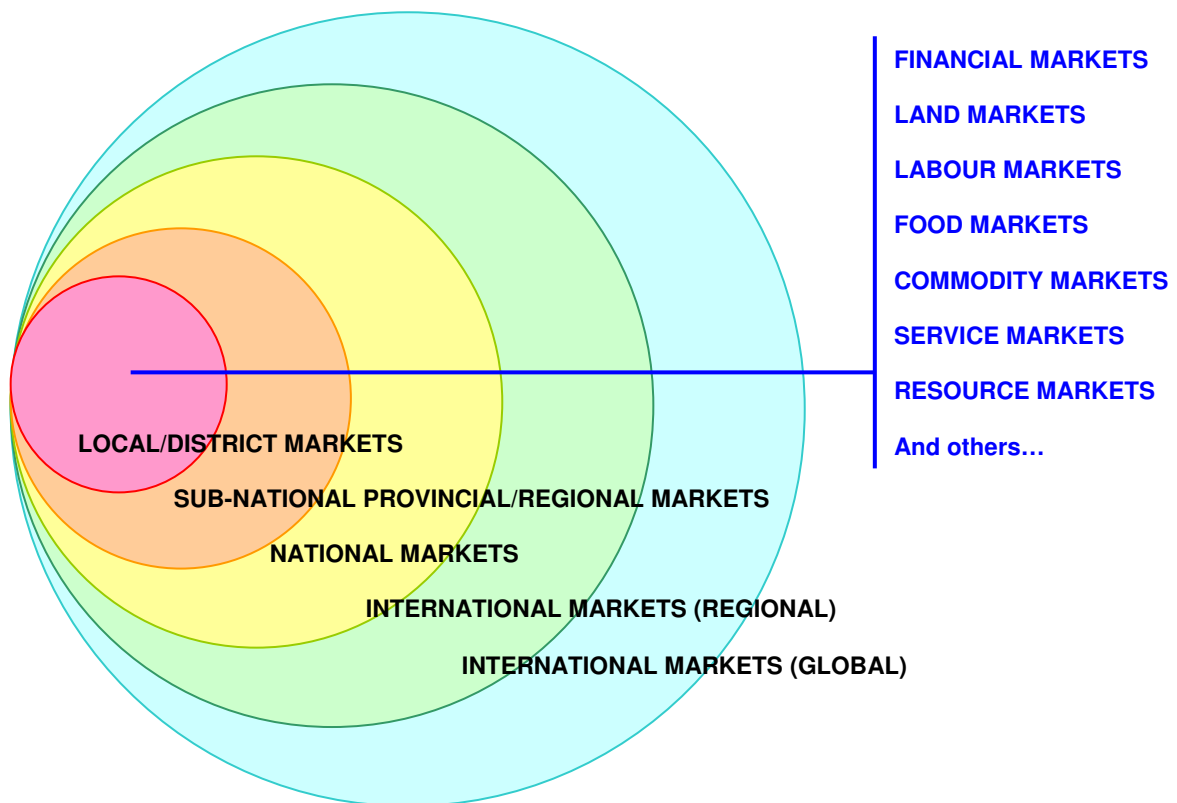 FINANCIAL MARKETS
LAND MARKETS
LABOUR MARKETS
FOOD MARKETS
COMMODITY MARKETS
SERVICE MARKETS
RESOURCE MARKETS
And others…
LOCAL/DISTRICT MARKETS
SUB-NATIONAL PROVINCIAL/REGIONAL MARKETS
NATIONAL MARKETS
INTERNATIONAL MARKETS (REGIONAL)
INTERNATIONAL MARKETS (GLOBAL)